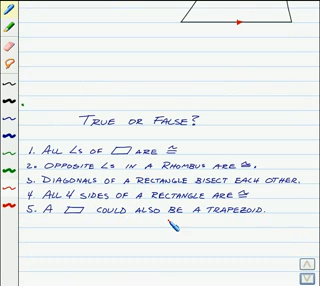 True or False?
1. All ∠s of ▱ are ≅
2. Opposite ∠s in a Rhombus are ≅.
3. Diagonals of a Rectangle bisect each other.
4. All 4 sides of a rectangle are ≅
5. A ▱ could also be a trapezoid.